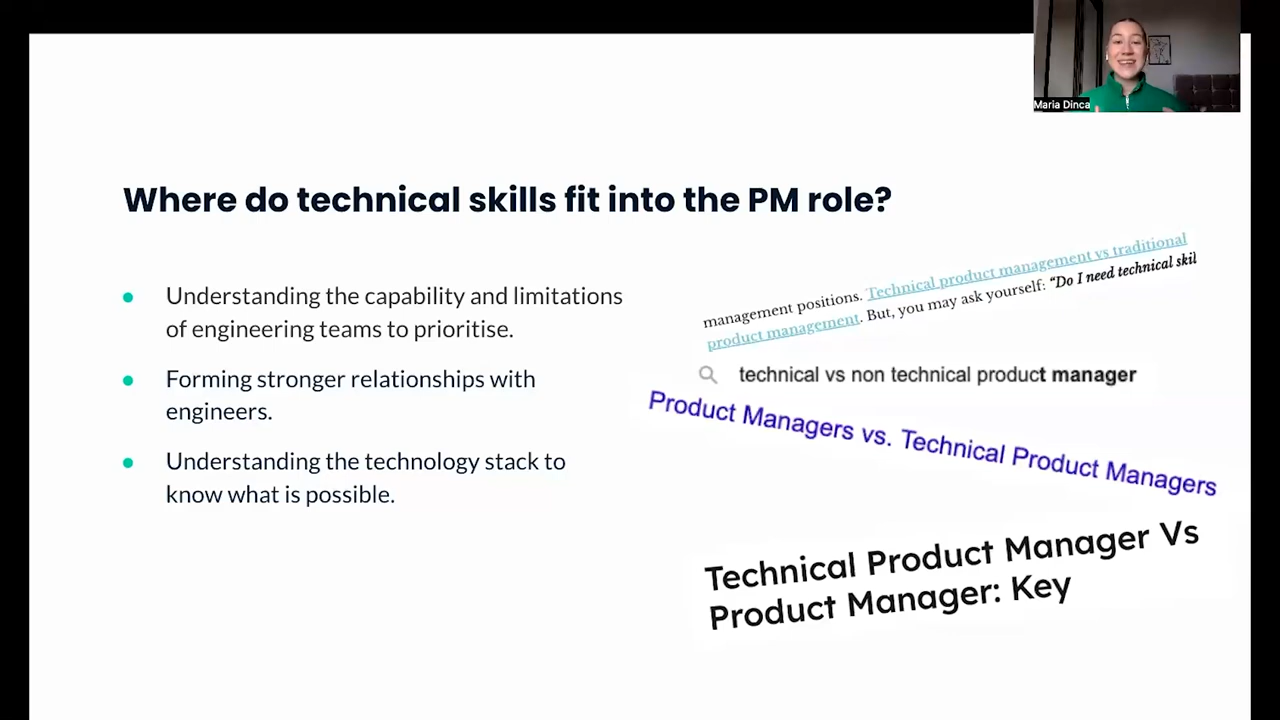 Maria Dinca
Where do technical skills fit into the PM role?
Understanding the capability and limitations
of engineering teams to prioritise.
Forming stronger relationships with
engineers.
Understanding the technology stack to
know what is possible.
management positions. Technical product management vs traditional
product management. But, you may ask yourself: “Do I need technical skil
technical vs non technical product manager
Product Managers vs. Technical Product Managers
Technical Product Manager Vs
Product Manager: Key